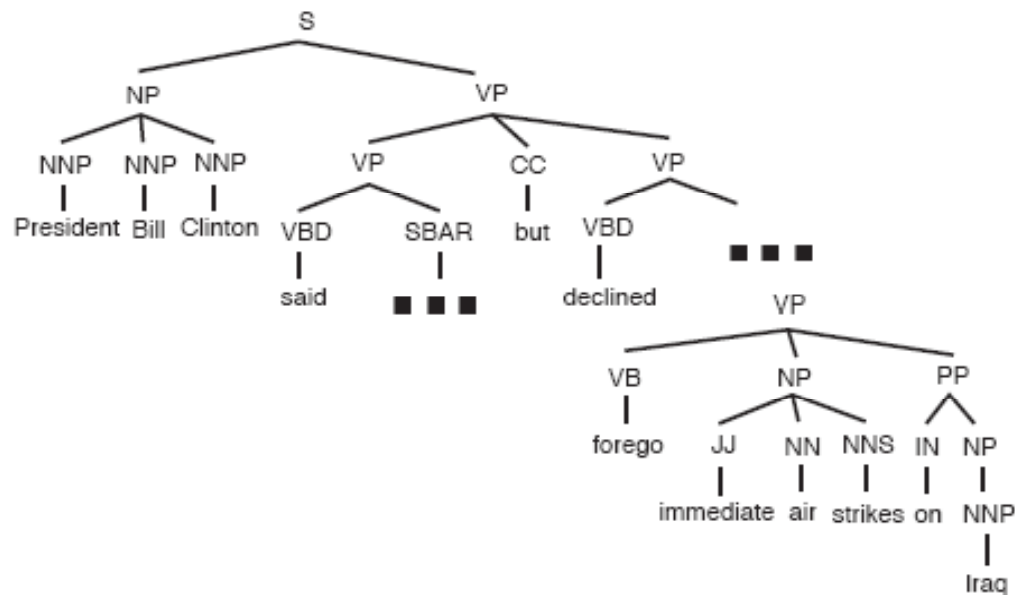 S
NP VP
NNP NNP NNP VP CC VP
President Bill Clinton VBD SBAR but VBD
said declined
VP
VB NP PP
forego JJ NN NNS IN NP
immediate air strikes on NNP
Iraq